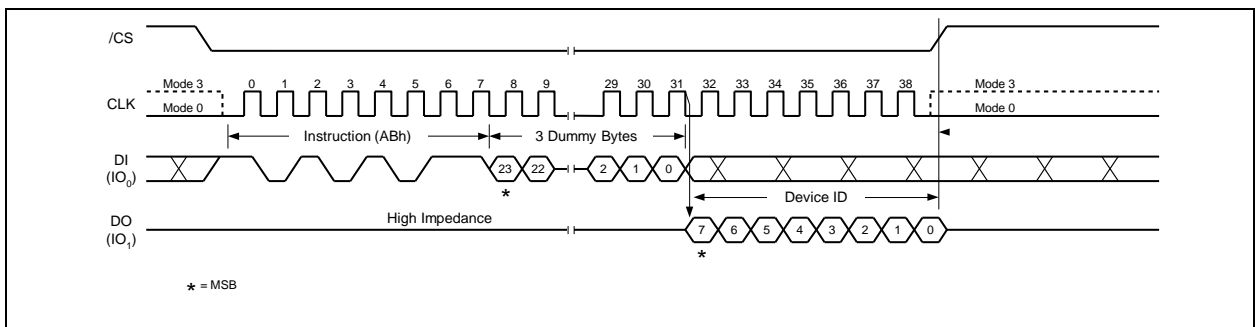 /CS
Mode 3 0 1 2 3 4 5 6 7 8 9 29 30 31 32 33 34 35 36 37 38 Mode 3
CLK
Mode 0 Mode 0
Instruction (ABh) 3 Dummy Bytes
DI
(IO0)
23 22 2 1 0
*
Device ID
High Impedance
DO
(IO1)
7 6 5 4 3 2 1 0
*
* = MSB